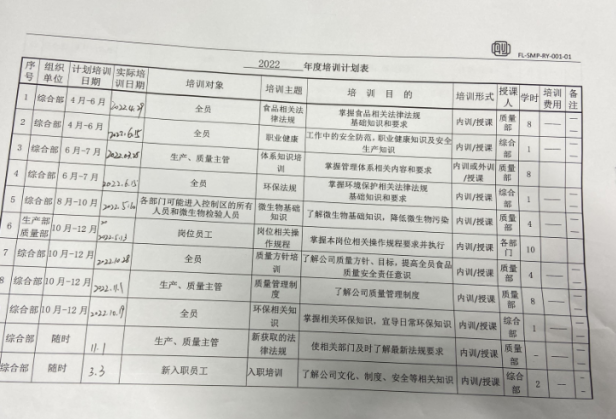 FL-SMP-RY-001-01
2022 年度培训计划表
序号 组织单位 计划培训日期 实际培训日期 培训对象 培训主题 培训目的 培训形式 授课人 学时 培训费用 备注
1 综合部 4月-6月 2022.4.28 全员 食品相关法律法规 掌握食品相关法律法规基础知识和要求 内训/授课 质量部 8 —— —
2 综合部 4月-6月 2022.6.15 全员 职业健康 工作中的安全防范,职业健康知识及安全生产知识 内训/授课 综合部 1 —— —
3 综合部 6月-7月 生产、质量主管 体系知识培训 掌握管理体系相关内容和要求 内训或外训/授课 质量部 8 —— —
4 综合部 6月-7月 2022.6.15 全员 环保法规 掌握环境保护相关法律法规基础知识和要求 内训/授课 综合部 1 —— —
5 综合部 8月-10月 各部门可能进入控制区的所有人员和微生物检验人员 微生物基础知识 了解微生物基础知识,降低微生物污染 内训/授课 质量部 4 —— —
6 生产部质量部 10月-12月 2022.5.13 岗位员工 岗位相关操作规程 掌握本岗位相关操作规程要求并执行 内训/授课 各部门 10 —— —
7 综合部 10月-12月 2022.10.28 全员 质量方针培训 了解公司质量方针、目标,提高全员食品质量安全责任意识 内训/授课 质量部 4 —— —
8 综合部 10月-12月 2022.11.1 生产、质量主管 质量管理制度 了解公司质量管理制度 内训/授课 质量部 8 —— —
综合部 10月-12月 全员 环保相关知识 掌握相关环保知识,宣导日常环保知识 内训/授课 综合部 1 —— —
综合部 随时 11.1 生产、质量主管 新获取的法律法规 使相关部门及时了解最新法规要求 内训/授课 质量部 - —— —
综合部 随时 3.3 新入职员工 入职培训 了解公司文化、制度、安全等相关知识 内训/授课 综合部 2 —— —